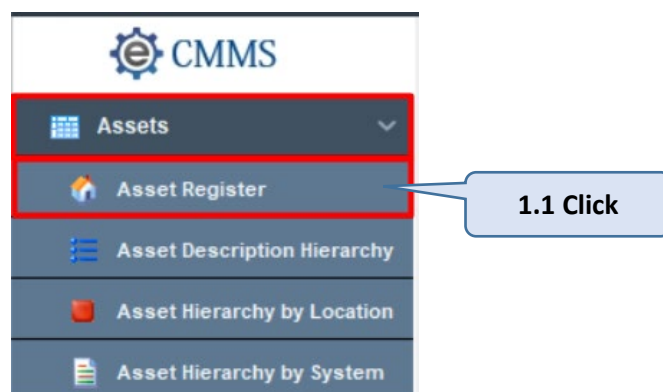 e CMMS
Assets
Asset Register
1.1 Click
Asset Description Hierarchy
Asset Hierarchy by Location
Asset Hierarchy by System